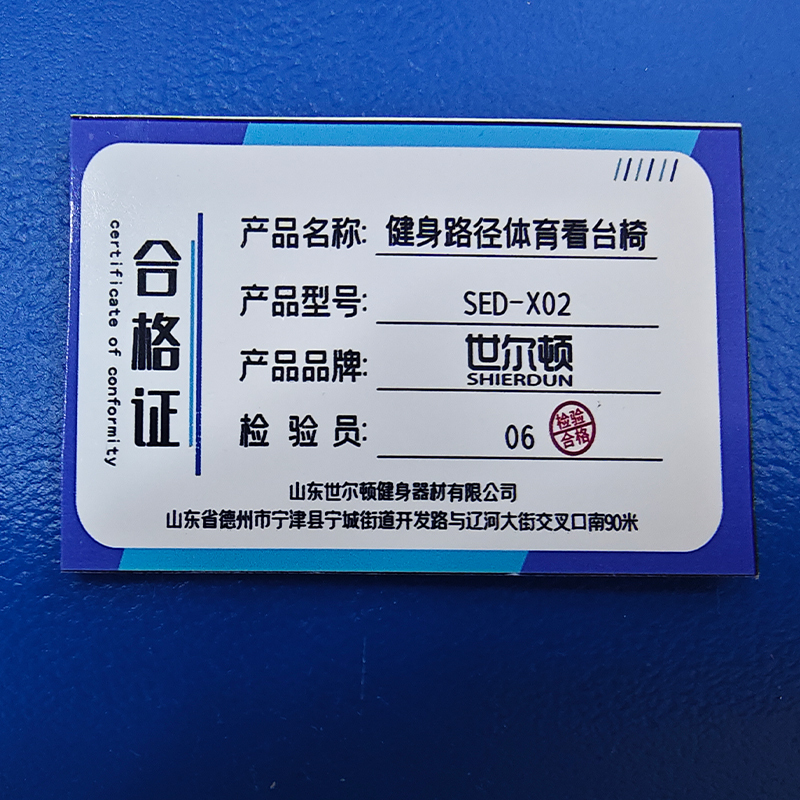 合格证
certificate of conformity
产品名称: 健身路径体育看台椅
产品型号: SED-X02
产品品牌: 世尔顿
SHIERDUN
检验员: 06 检验
合格
山东世尔顿健身器材有限公司
山东省德州市宁津县宁城街道开发路与辽河大街交叉口南90米